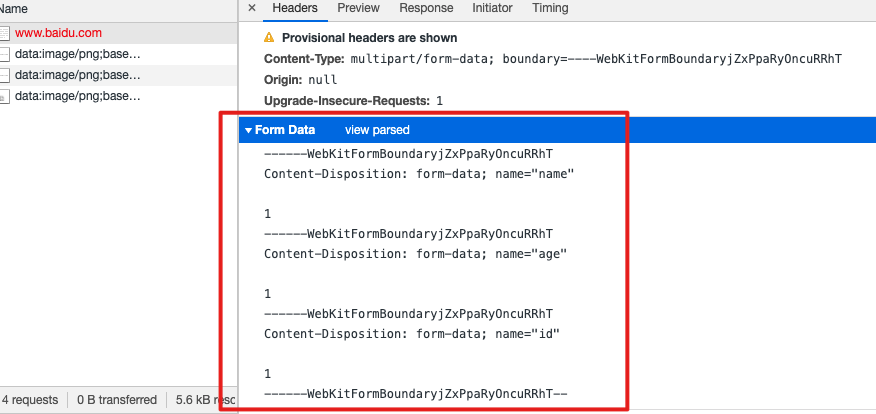 Name
www.baidu.com
data:image/png;base...
data:image/png;base...
data:image/png;base...
4 requests 0 B transferred 5.6 kB reso
× Headers Preview Response Initiator Timing
Provisional headers are shown
Content-Type: multipart/form-data; boundary=----WebKitFormBoundaryjZxPpaRyOncuRRhT
Origin: null
Upgrade-Insecure-Requests: 1
Form Data view parsed
------WebKitFormBoundaryjZxPpaRyOncuRRhT
Content-Disposition: form-data; name="name"
1
------WebKitFormBoundaryjZxPpaRyOncuRRhT
Content-Disposition: form-data; name="age"
1
------WebKitFormBoundaryjZxPpaRyOncuRRhT
Content-Disposition: form-data; name="id"
1
------WebKitFormBoundaryjZxPpaRyOncuRRhT--